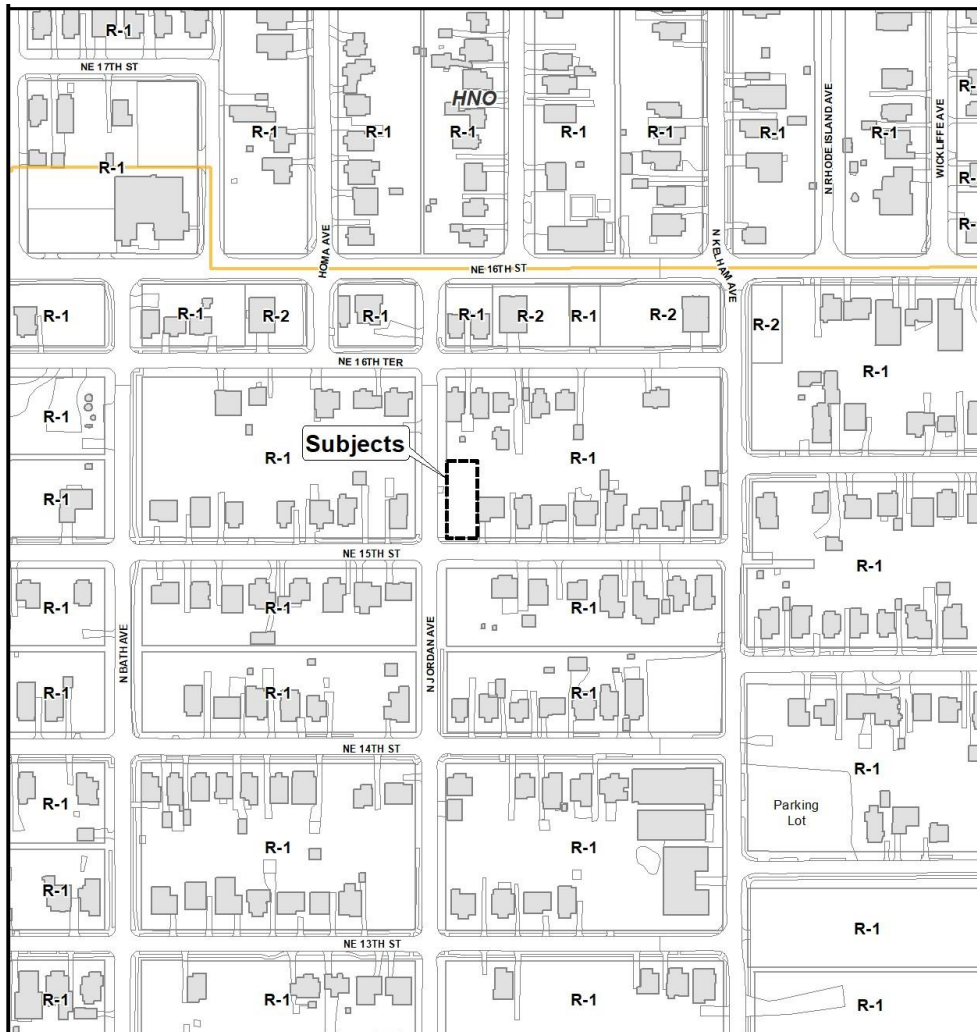 R-1
NE 17TH ST
HNO
R-1
R-1
R-1
R-1
R-1
R-1
R-1
R-1
R-
R-
R-
N RHODE ISLAND AVE
WICKLIFFE AVE
HOMA AVE
N KELHAM AVE
NE 16TH ST
R-1
R-1
R-2
R-1
R-1
R-2
R-1
R-2
R-2
NE 16TH TER
R-1
R-1
Subjects
R-1
R-1
R-1
NE 15TH ST
R-1
R-1
R-1
R-1
N BATH AVE
N JORDAN AVE
R-1
R-1
R-1
NE 14TH ST
R-1
R-1
Parking
Lot
R-1
R-1
R-1
R-1
NE 13TH ST
R-1
R-1
R-1
R-1